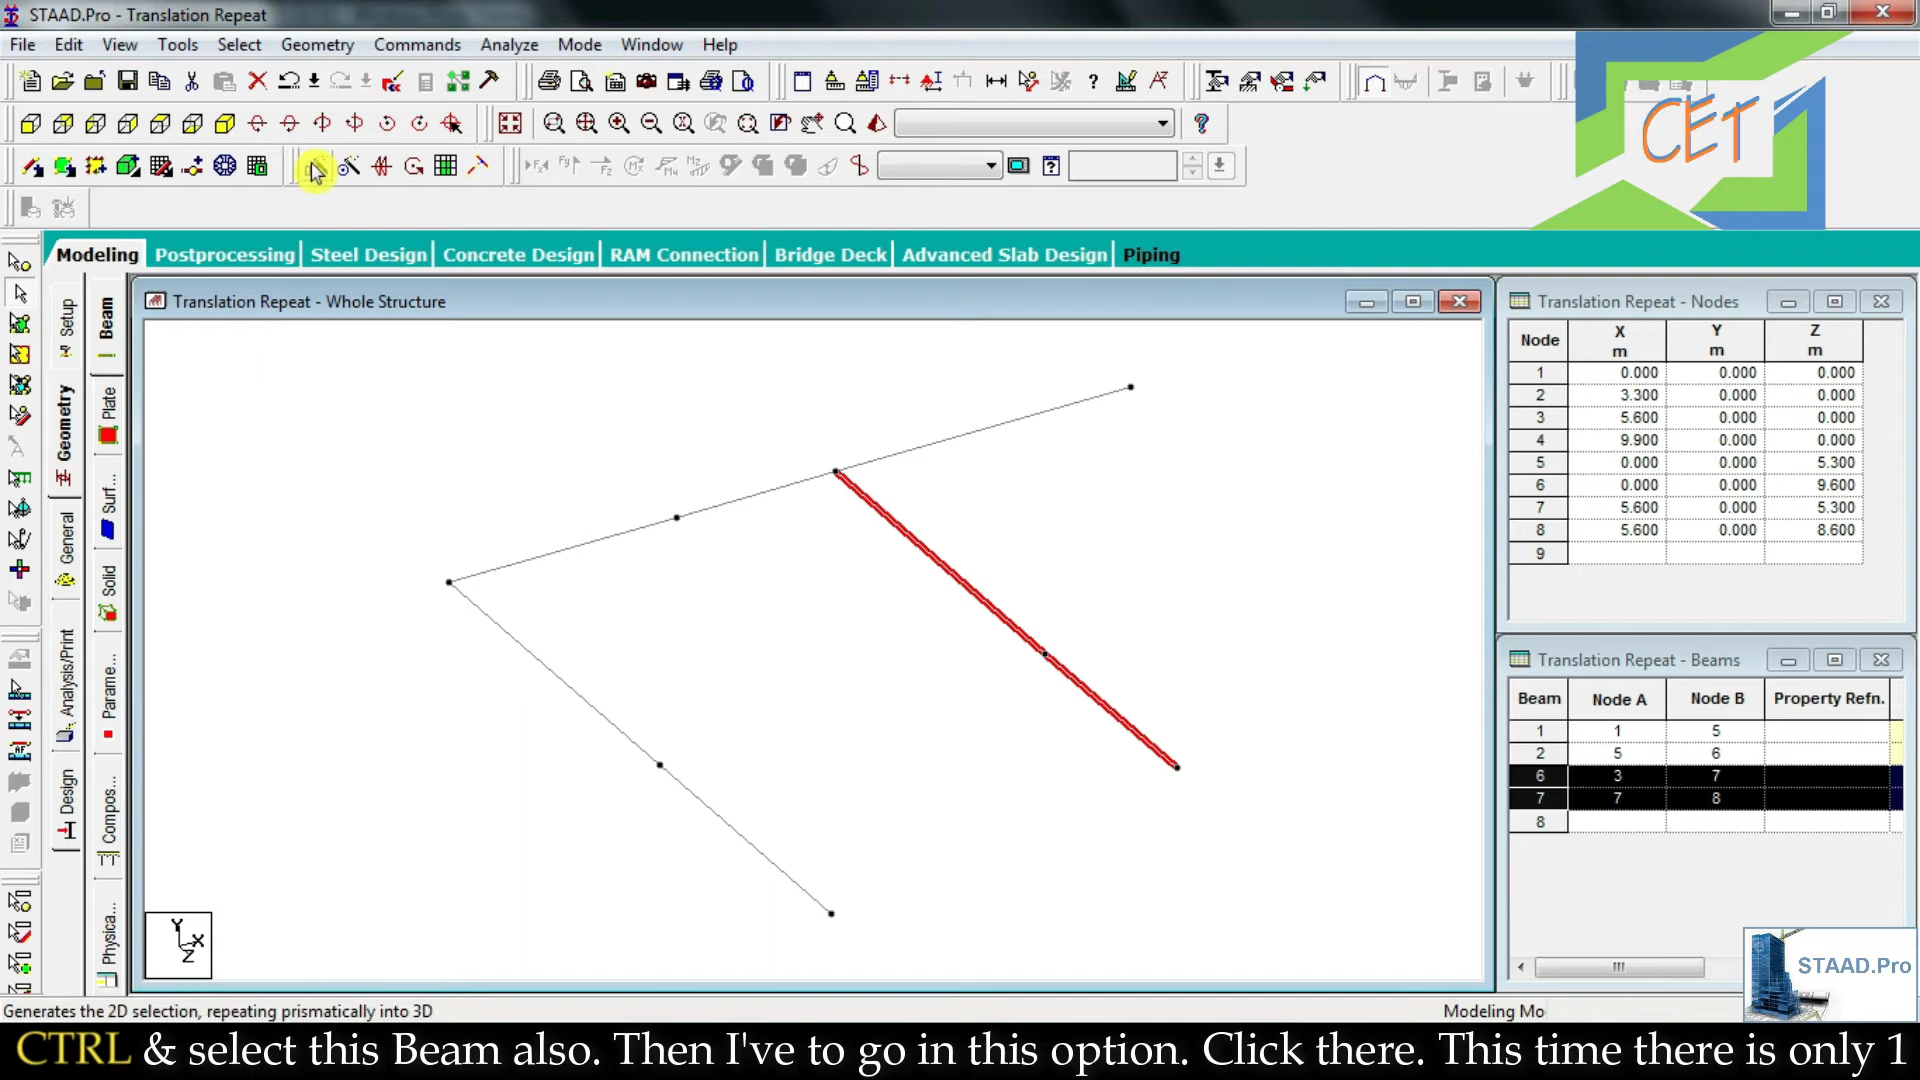 STAAD.Pro - Translation Repeat
File Edit View Tools Select Geometry Commands Analyze Mode Window Help
CET
Modeling Postprocessing Steel Design Concrete Design RAM Connection Bridge Deck Advanced Slab Design Piping
Setup
Geometry
General
Analysis/Print
Design
Beam
Plate
Surf...
Solid
Parame...
Compos...
Physica...
Translation Repeat - Whole Structure
Y
X
Z
Translation Repeat - Nodes
Node X m Y m Z m
1 0.000 0.000 0.000
2 3.300 0.000 0.000
3 5.600 0.000 0.000
4 9.900 0.000 0.000
5 0.000 0.000 5.300
6 0.000 0.000 9.600
7 5.600 0.000 5.300
8 5.600 0.000 8.600
9
Translation Repeat - Beams
Beam Node A Node B Property Refn.
1 1 5
2 5 6
6 3 7
7 7 8
8
STAAD.Pro
Generates the 2D selection, repeating prismatically into 3D
Modeling Mo
CTRL & select this Beam also. Then I've to go in this option. Click there. This time there is only 1